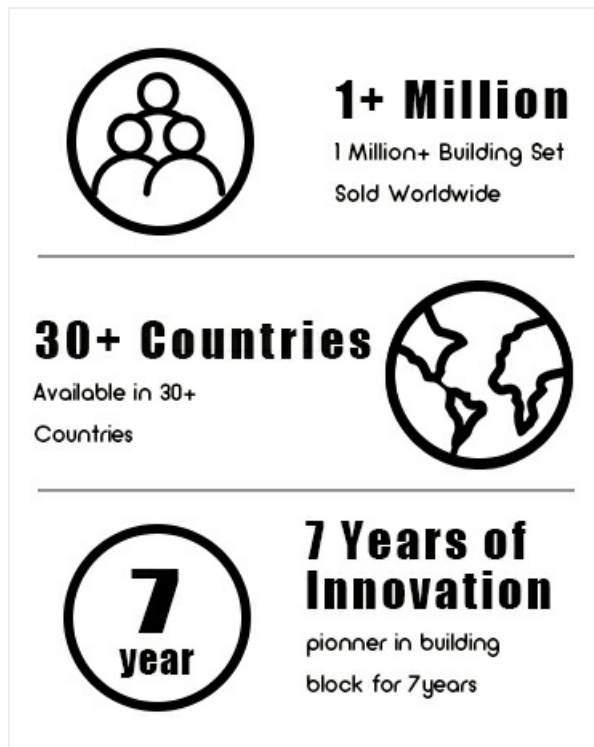 1+ Million
1 Million+ Building Set
Sold Worldwide
30+ Countries
Available in 30+
Countries
7
year
7 Years of
Innovation
pionner in building
block for 7years